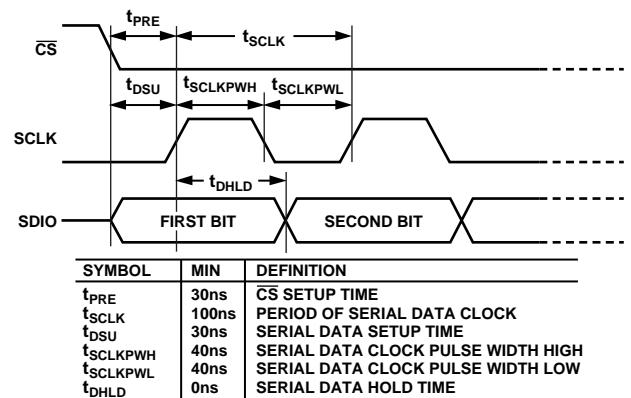 tPRE
tSCLK
CS
tDSU
tSCLKPWH
tSCLKPWL
SCLK
tDHLD
SDIO
FIRST BIT
SECOND BIT
SYMBOL MIN DEFINITION
tPRE 30ns CS SETUP TIME
tSCLK 100ns PERIOD OF SERIAL DATA CLOCK
tDSU 30ns SERIAL DATA SETUP TIME
tSCLKPWH 40ns SERIAL DATA CLOCK PULSE WIDTH HIGH
tSCLKPWL 40ns SERIAL DATA CLOCK PULSE WIDTH LOW
tDHLD 0ns SERIAL DATA HOLD TIME